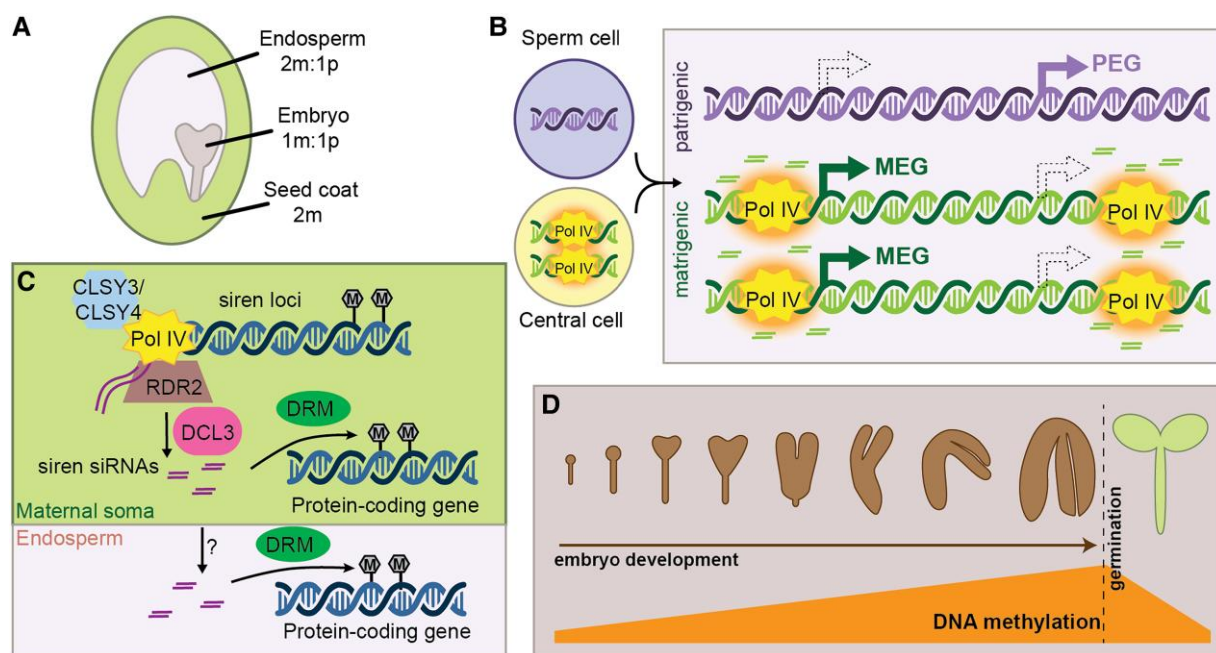 A
Endosperm
2m:1p
Embryo
1m:1p
Seed coat
2m
B
Sperm cell
Pol IV
Pol IV
Central cell
patrigenic
PEG
matrigenic
MEG
Pol IV
Pol IV
MEG
Pol IV
Pol IV
C
CLSY3/
CLSY4
siren loci
M M
Pol IV
RDR2
DCL3
DRM
M M
siren siRNAs
Protein-coding gene
Maternal soma
Endosperm
?
DRM
M M
Protein-coding gene
D
embryo development
germination
DNA methylation